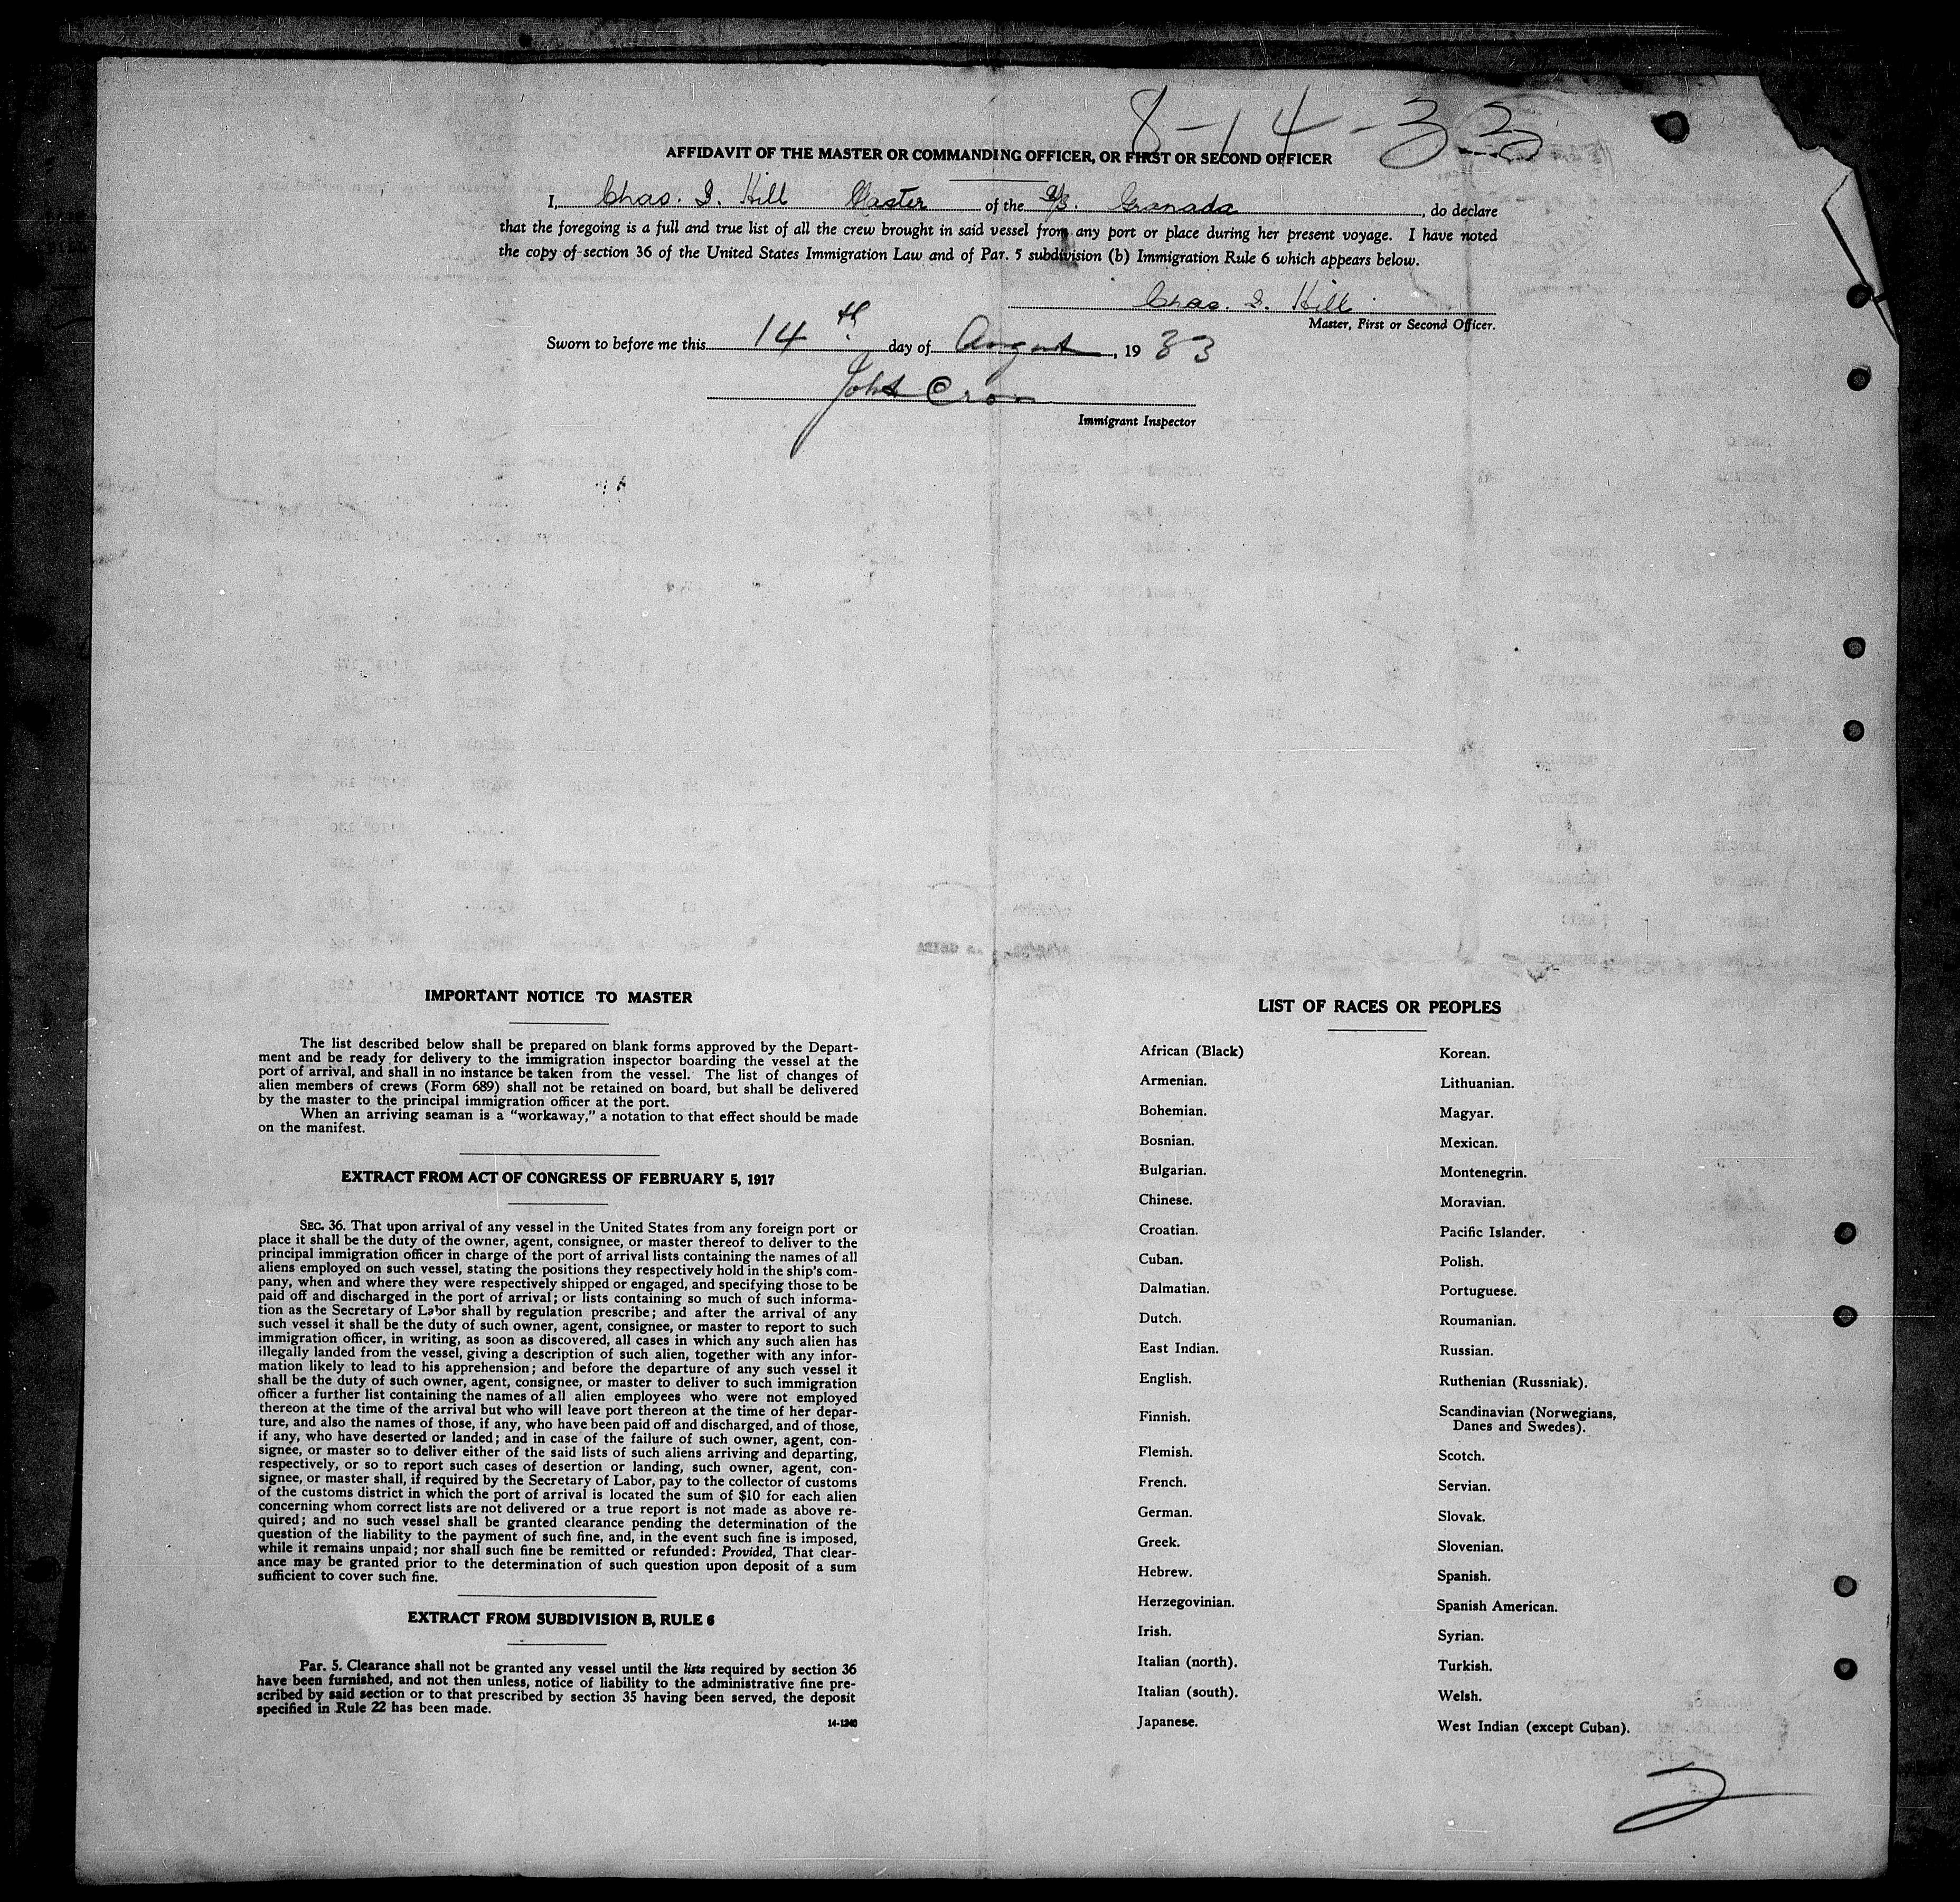 8-14-33
AFFIDAVIT OF THE MASTER OR COMMANDING OFFICER, OR FIRST OR SECOND OFFICER
I, Chas. I. Hill Master of the S/S. Granada, do declare
that the foregoing is a full and true list of all the crew brought in said vessel from any port or place during her present voyage. I have noted
the copy of section 36 of the United States Immigration Law and of Par. 5 subdivision (b) Immigration Rule 6 which appears below.
Chas. I. Hill
Master, First or Second Officer.
Sworn to before me this 14th day of August, 1933
John
Immigrant Inspector
IMPORTANT NOTICE TO MASTER
The list described below shall be prepared on blank forms approved by the Depart-
ment and be ready for delivery to the immigration inspector boarding the vessel at the
port of arrival, and shall in no instance be taken from the vessel. The list of changes of
alien members of crews (Form 689) shall not be retained on board, but shall be delivered
by the master to the principal immigration officer at the port.
When an arriving seaman is a "workaway," a notation to that effect should be made
on the manifest.
EXTRACT FROM ACT OF CONGRESS OF FEBRUARY 5, 1917
SEC. 36. That upon arrival of any vessel in the United States from any foreign port or
place it shall be the duty of the owner, agent, consignee, or master thereof to deliver to the
principal immigration officer in charge of the port of arrival lists containing the names of all
aliens employed on such vessel, stating the positions they respectively hold in the ship's com-
pany, when and where they were respectively shipped or engaged, and specifying those to be
paid off and discharged in the port of arrival; or lists containing so much of such informa-
tion as the Secretary of Labor shall by regulation prescribe; and after the arrival of any
such vessel it shall be the duty of such owner, agent, consignee, or master to report to such
immigration officer, in writing, as soon as discovered, all cases in which any such alien has
illegally landed from the vessel, giving a description of such alien, together with any infor-
mation likely to lead to his apprehension; and before the departure of any such vessel it
shall be the duty of such owner, agent, consignee, or master to deliver to such immigration
officer a further list containing the names of all alien employees who were not employed
thereon at the time of the arrival but who will leave port thereon at the time of her depar-
ture, and also the names of those, if any, who have been paid off and discharged, and of those,
if any, who have deserted or landed; and in case of the failure of such owner, agent, con-
signee, or master so to deliver either of the said lists of such aliens arriving and departing,
respectively, or so to report such cases of desertion or landing, such owner, agent, con-
signee, or master shall, if required by the Secretary of Labor, pay to the collector of customs
of the customs district in which the port of arrival is located the sum of $10 for each alien
concerning whom correct lists are not delivered or a true report is not made as above re-
quired; and no such vessel shall be granted clearance pending the determination of the
question of the liability to the payment of such fine, and, in the event such fine is imposed,
while it remains unpaid; nor shall such fine be remitted or refunded: Provided, That clear-
ance may be granted prior to the determination of such question upon deposit of a sum
sufficient to cover such fine.
EXTRACT FROM SUBDIVISION B, RULE 6
Par. 5. Clearance shall not be granted any vessel until the lists required by section 36
have been furnished, and not then unless, notice of liability to the administrative fine pre-
scribed by said section or to that prescribed by section 35 having been served, the deposit
specified in Rule 22 has been made.
14-1240
LIST OF RACES OR PEOPLES
African (Black)
Armenian.
Bohemian.
Bosnian.
Bulgarian.
Chinese.
Croatian.
Cuban.
Dalmatian.
Dutch.
East Indian.
English.
Finnish.
Flemish.
French.
German.
Greek.
Hebrew.
Herzegovinian.
Irish.
Italian (north).
Italian (south).
Japanese.
Korean.
Lithuanian.
Magyar.
Mexican.
Montenegrin.
Moravian.
Pacific Islander.
Polish.
Portuguese.
Roumanian.
Russian.
Ruthenian (Russniak).
Scandinavian (Norwegians,
Danes and Swedes).
Scotch.
Servian.
Slovak.
Slovenian.
Spanish.
Spanish American.
Syrian.
Turkish.
Welsh.
West Indian (except Cuban).
2